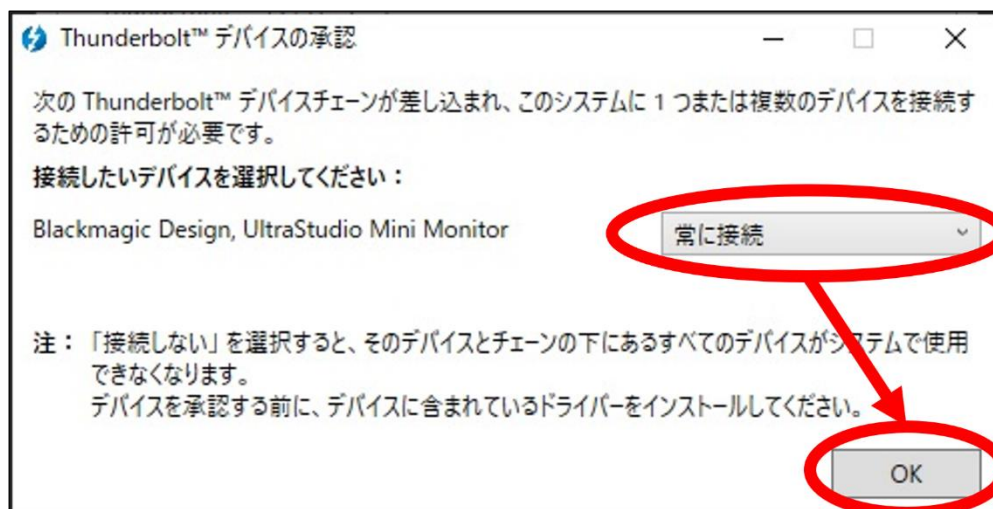 Thunderbolt™ デバイスの承認
次の Thunderbolt™ デバイスチェーンが差し込まれ、このシステムに 1 つまたは複数のデバイスを接続す
るための許可が必要です。
接続したいデバイスを選択してください：
Blackmagic Design, UltraStudio Mini Monitor
常に接続
注： 「接続しない」を選択すると、そのデバイスとチェーンの下にあるすべてのデバイスがシステムで使用
できなくなります。
デバイスを承認する前に、デバイスに含まれているドライバーをインストールしてください。
OK